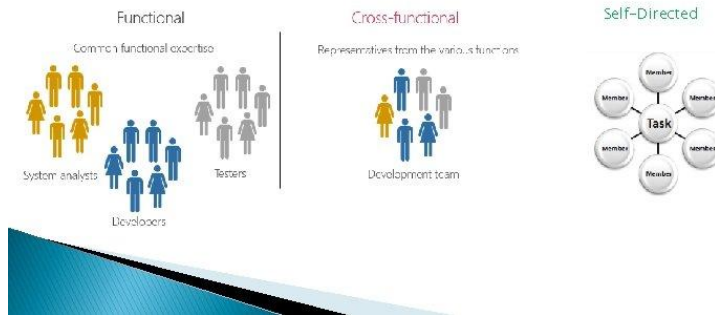 Functional
Common functional expertise
System analysts
Developers
Testers
Cross-functional
Representatives from the various functions
Development team
Self-Directed
Member
Member
Member
Task
Member
Member
Member